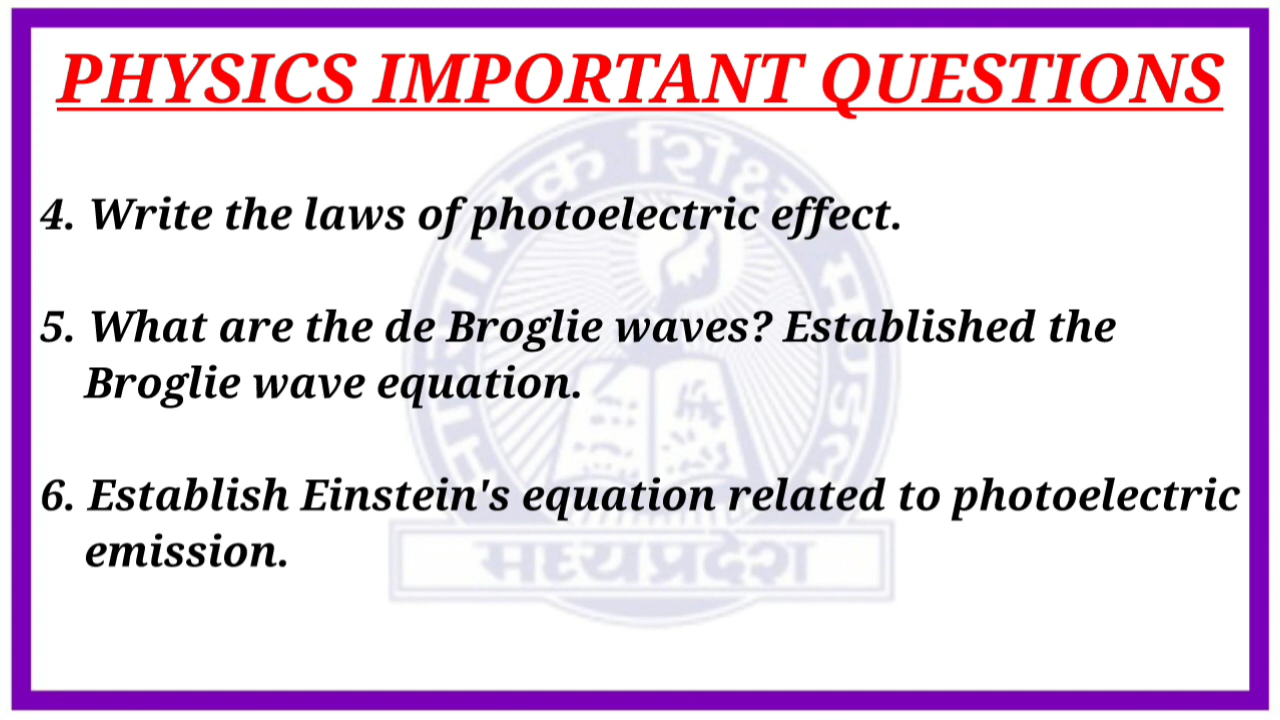 PHYSICS IMPORTANT QUESTIONS
4. Write the laws of photoelectric effect.
5. What are the de Broglie waves? Established the
Broglie wave equation.
6. Establish Einstein's equation related to photoelectric
emission.
मध्यप्रदेश